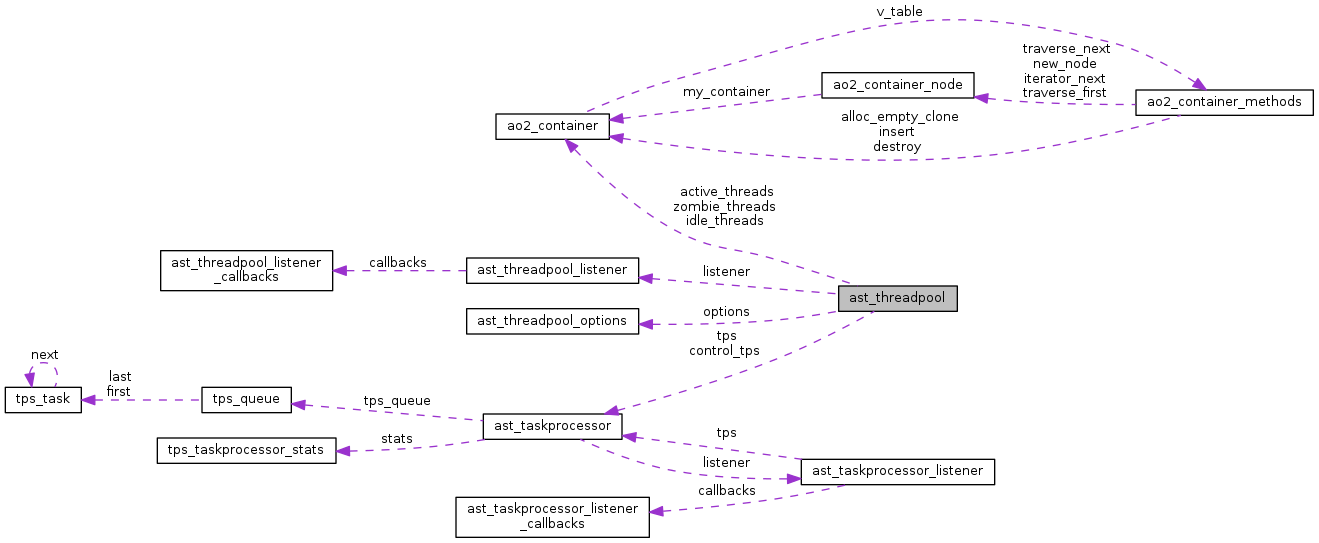 v_table
traverse_next
new_node
iterator_next
traverse_first
ao2_container_node
my_container
ao2_container_methods
alloc_empty_clone
insert
destroy
ao2_container
active_threads
zombie_threads
idle_threads
ast_threadpool_listener
_callbacks
callbacks
ast_threadpool_listener
listener
ast_threadpool
ast_threadpool_options
options
tps
control_tps
next
last
first
tps_task
tps_queue
tps_queue
ast_taskprocessor
tps
tps_taskprocessor_stats
stats
listener
ast_taskprocessor_listener
callbacks
ast_taskprocessor_listener
_callbacks